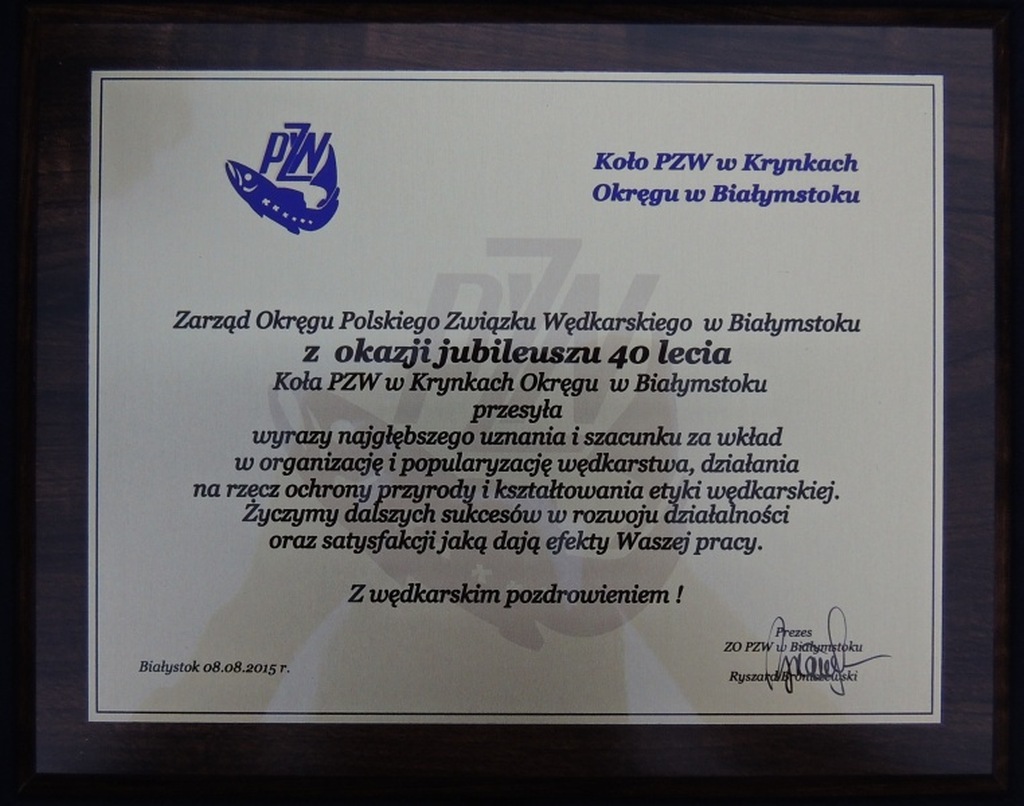 PZW
Koło PZW w Krynkach
Okręgu w Białymstoku
PZW
Zarząd Okręgu Polskiego Związku Wędkarskiego w Białymstoku
z okazji jubileuszu 40 lecia
Koła PZW w Krynkach Okręgu w Białymstoku
przesyła
wyrazy najgłębszego uznania i szacunku za wkład
w organizację i popularyzację wędkarstwa, działania
na rzecz ochrony przyrody i kształtowania etyki wędkarskiej.
Życzymy dalszych sukcesów w rozwoju działalności
oraz satysfakcji jaką dają efekty Waszej pracy.
Z wędkarskim pozdrowieniem !
Białystok 08.08.2015 r.
Prezes
ZO PZW w Białymstoku
Ryszard Broniszewski